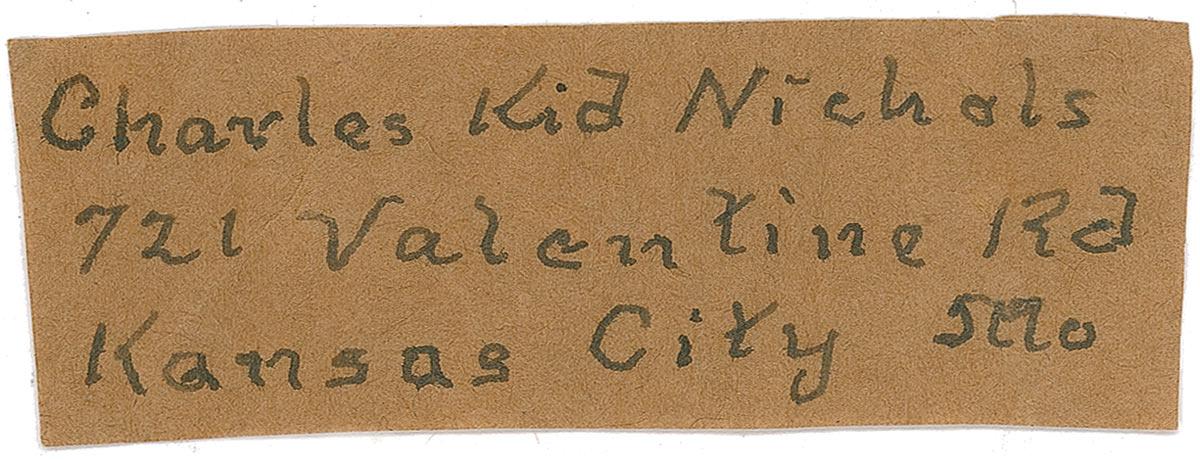 Charles Kid Nichols
721 Valentine Rd
Kansas City Mo